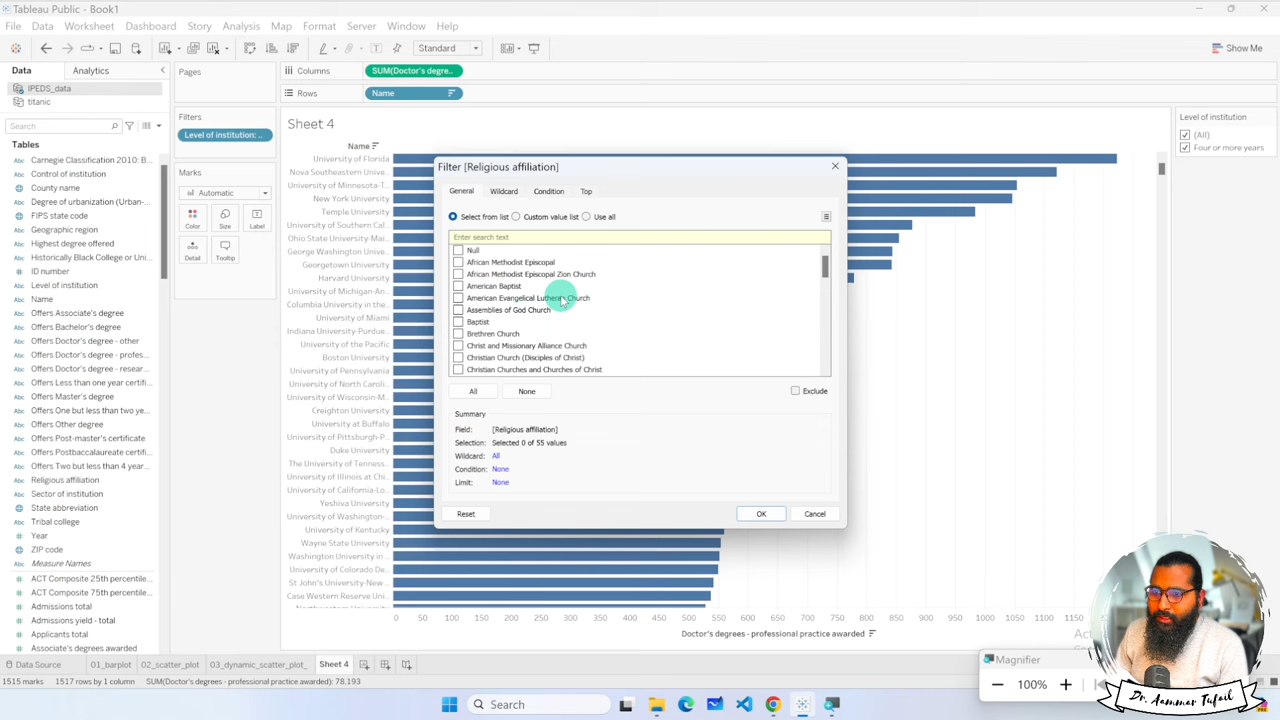 Tableau Public - Book1
File Data Worksheet Dashboard Story Analysis Map Format Server Window Help
Standard
Show Me
Data Analytics
IPEDS_data
titanic
Search
Tables
Carnegie Classification 2010: B...
Control of institution
County name
Degree of urbanization (Urban-...
FIPS state code
Geographic region
Highest degree offered
Historically Black College or Uni...
ID number
Level of institution
Name
Offers Associate's degree
Offers Bachelor's degree
Offers Doctor's degree - other
Offers Doctor's degree - profes...
Offers Doctor's degree - resear...
Offers Less than one year certif...
Offers Master's degree
Offers One but less than two ye...
Offers Other degree
Offers Post-master's certificate
Offers Postbaccalaureate certif...
Offers Two but less than 4 year...
Religious affiliation
Sector of institution
State abbreviation
Tribal college
Year
ZIP code
Measure Names
ACT Composite 25th percentile...
ACT Composite 75th percentile...
Admissions total
Admissions yield - total
Applicants total
Associate's degrees awarded
Pages
Filters
Level of institution: ..
Marks
Automatic
Color Size Label
Detail Tooltip
Columns SUM(Doctor's degre..
Rows Name
Sheet 4
Name
University of Florida
Nova Southeastern Unive..
University of Minnesota-T..
New York University
Temple University
University of Southern Cal..
Ohio State University-Mai..
George Washington Unive..
Georgetown University
Harvard University
University of Michigan-An..
Columbia University in the..
University of Miami
Indiana University-Purdue..
University of the Pacific
Boston University
University of Pennsylvania
University of North Caroli..
University of Wisconsin-M..
Creighton University
University at Buffalo
University of Pittsburgh-P..
Duke University
The University of Tenness..
University of Illinois at Chi..
University of California-Lo..
Yeshiva University
University of Washington-..
University of Kentucky
Wayne State University
Washington University in ..
University of Colorado De..
St John's University-New ..
Case Western Reserve Uni..
0 50 100 150 200 250 300 350 400 450 500 550 600 650 700 750 800 850 900 950 1000 1050 1100 1150
Doctor's degrees - professional practice awarded
Filter [Religious affiliation]
General Wildcard Condition Top
Select from list Custom value list Use all
Enter search text
Null
African Methodist Episcopal
African Methodist Episcopal Zion Church
American Baptist
American Evangelical Lutheran Church
Assemblies of God Church
Baptist
Brethren Church
Christ and Missionary Alliance Church
Christian Church (Disciples of Christ)
Christian Churches and Churches of Christ
All None Exclude
Summary
Field: [Religious affiliation]
Selection: Selected 0 of 55 values
Wildcard: All
Condition: None
Limit: None
Reset OK Cancel
Level of institution
(All)
Four or more years
Data Source 01_barplot 02_scatter_plot 03_dynamic_scatter_plot_ Sheet 4
1515 marks 1517 rows by 1 column SUM(Doctor's degrees - professional practice awarded): 78,193
Magnifier
100%
Search
Dr. Aammar Tufail